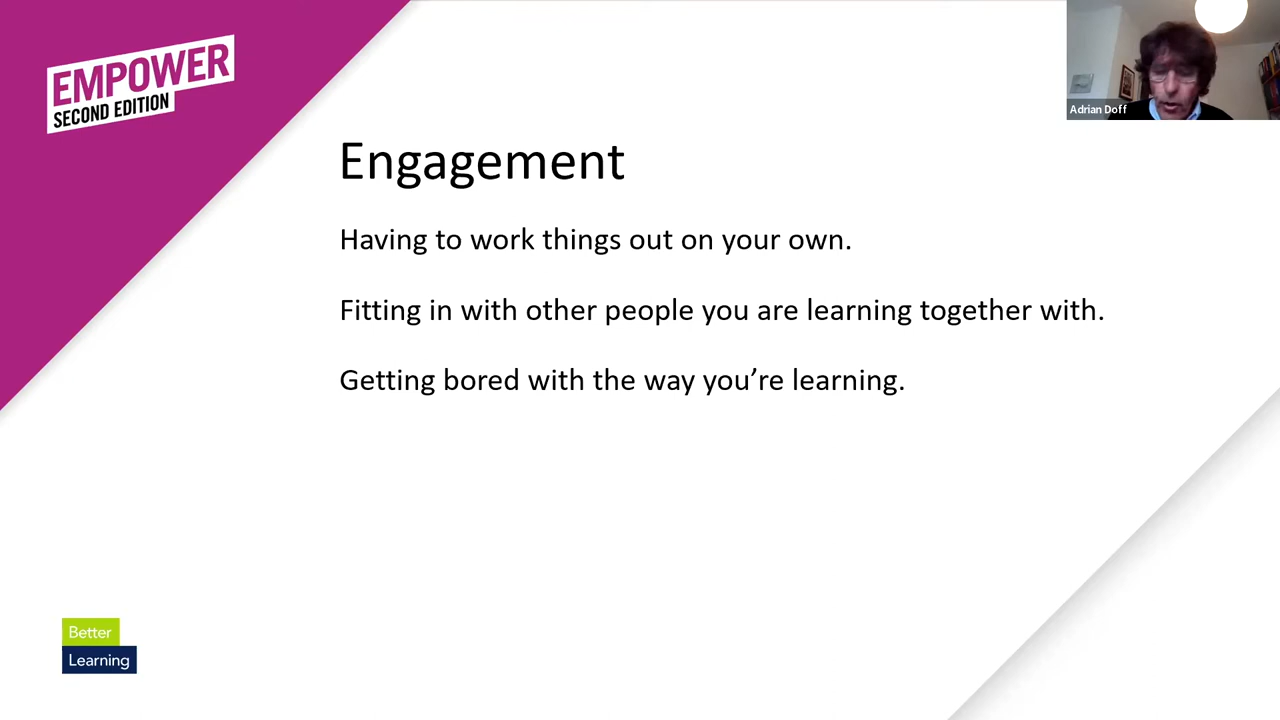 EMPOWER
SECOND EDITION
Adrian Doff
Engagement
Having to work things out on your own.
Fitting in with other people you are learning together with.
Getting bored with the way you’re learning.
Better
Learning